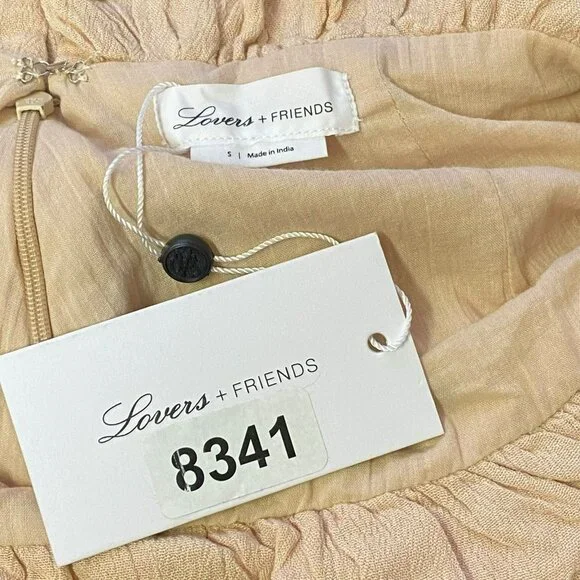 Lovers + FRIENDS
S | Made in India
Lovers + FRIENDS
8341